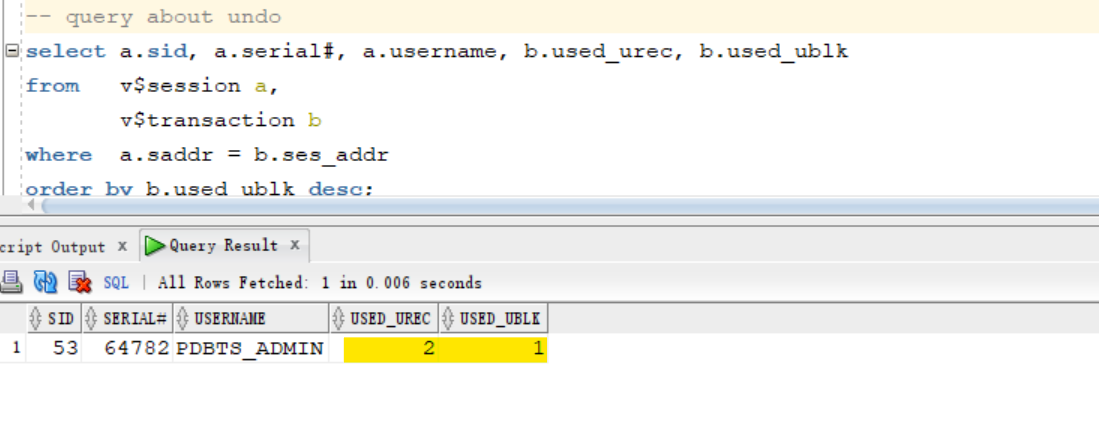 -- query about undo
select a.sid, a.serial#, a.username, b.used_urec, b.used_ublk
from v$session a,
v$transaction b
where a.saddr = b.ses_addr
order by b.used_ublk desc;
cript Output x Query Result x
SQL | All Rows Fetched: 1 in 0.006 seconds
SID SERIAL# USERNAME USED_UREC USED_UBLK
1 53 64782 PDBTS_ADMIN 2 1